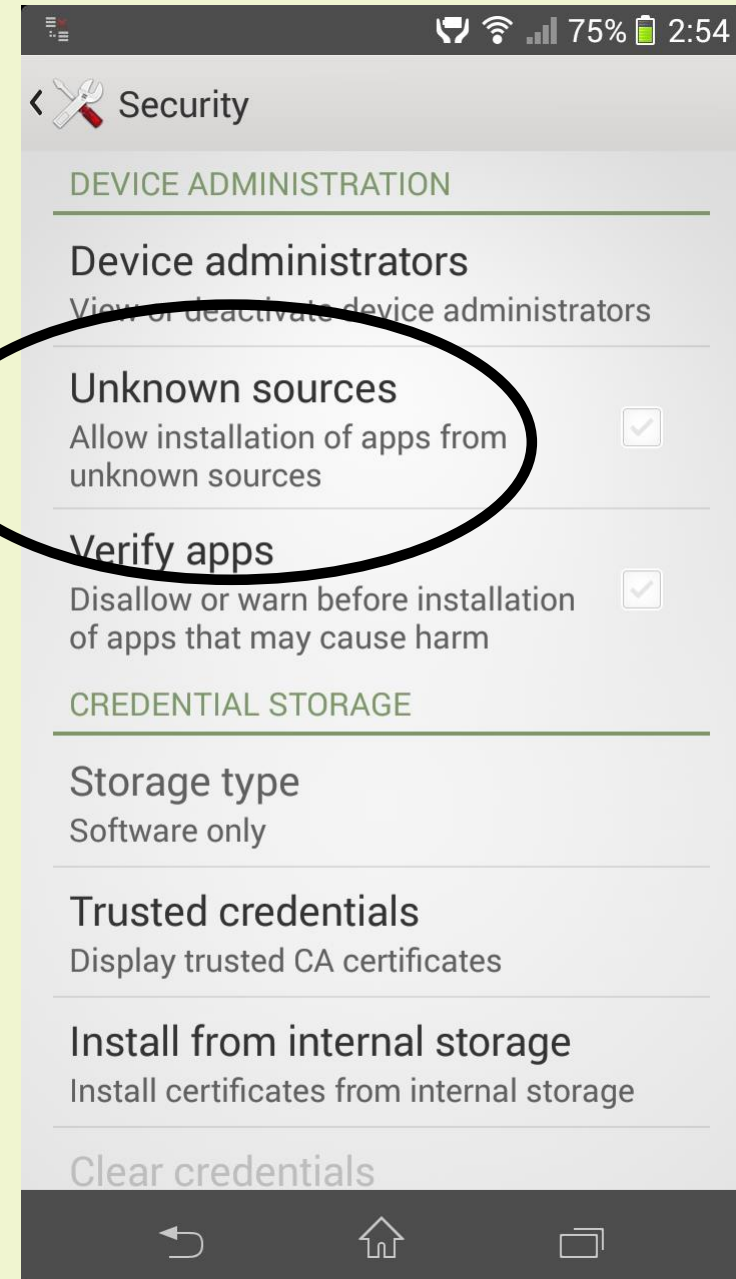 75% 2:54
Security
DEVICE ADMINISTRATION
Device administrators
View or deactivate device administrators
Unknown sources
Allow installation of apps from
unknown sources
Verify apps
Disallow or warn before installation
of apps that may cause harm
CREDENTIAL STORAGE
Storage type
Software only
Trusted credentials
Display trusted CA certificates
Install from internal storage
Install certificates from internal storage
Clear credentials